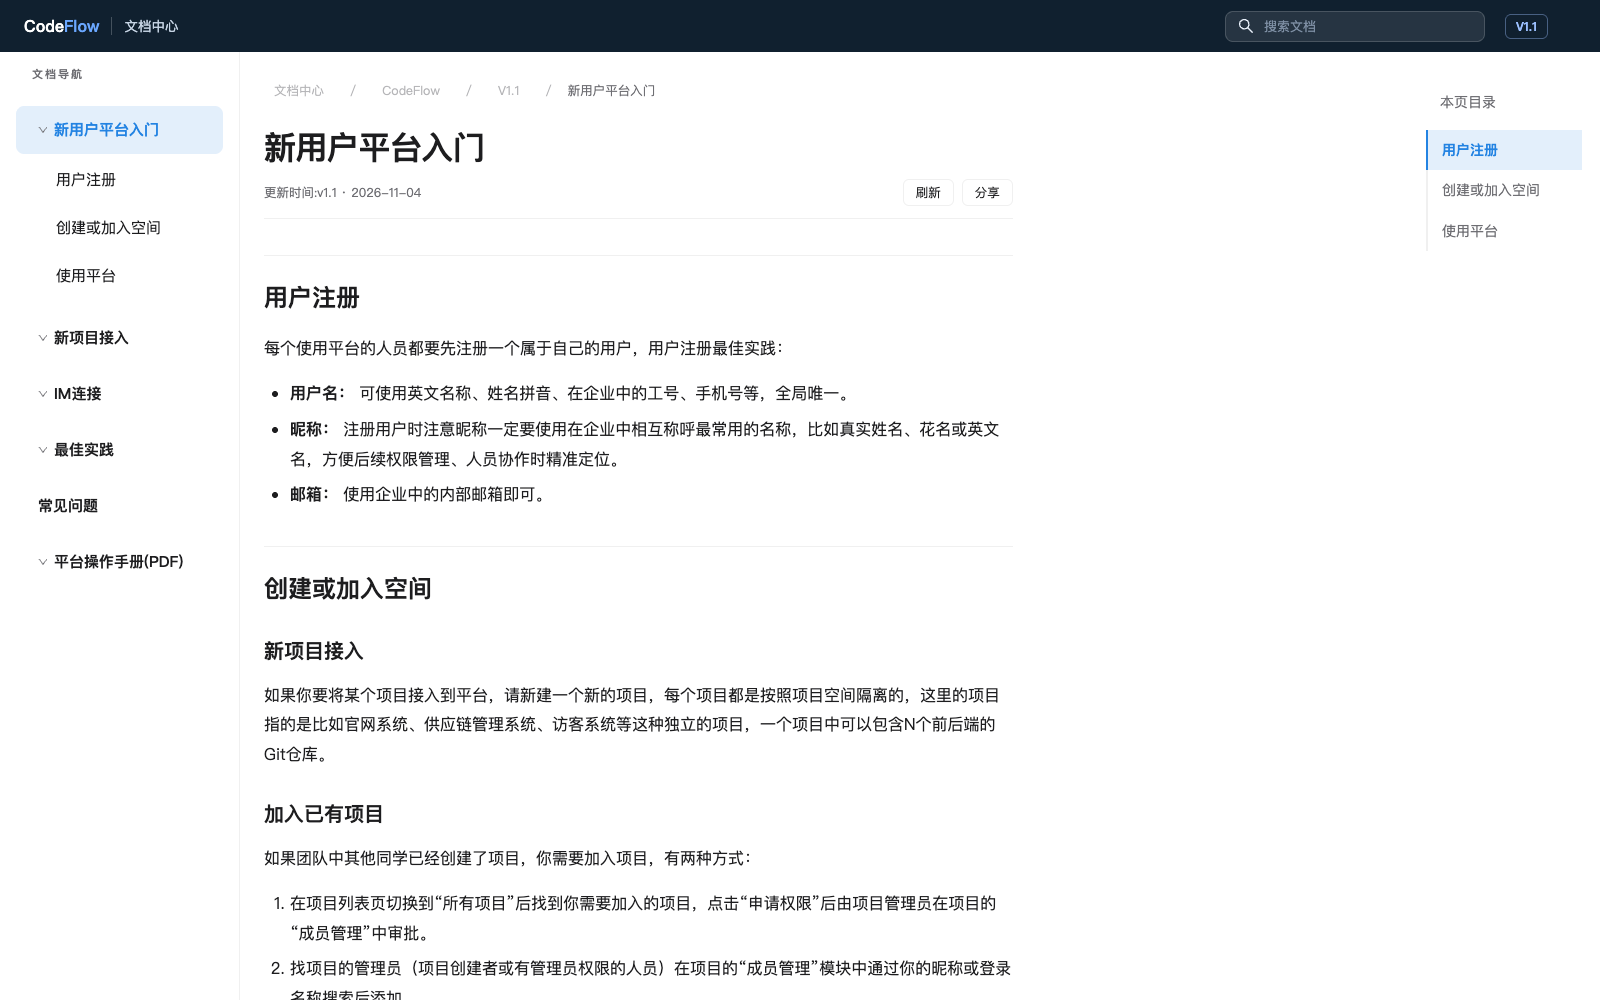 CodeFlow 文档中心
搜索文档
V1.1
文档导航
新用户平台入门
用户注册
创建或加入空间
使用平台
新项目接入
IM连接
最佳实践
常见问题
平台操作手册(PDF)
文档中心 / CodeFlow / V1.1 / 新用户平台入门
新用户平台入门
更新时间:v1.1 · 2026-11-04
刷新 分享
用户注册
每个使用平台的人员都要先注册一个属于自己的用户，用户注册最佳实践：
• 用户名： 可使用英文名称、姓名拼音、在企业中的工号、手机号等，全局唯一。
• 昵称： 注册用户时注意昵称一定要使用在企业中相互称呼最常用的名称，比如真实姓名、花名或英文
名，方便后续权限管理、人员协作时精准定位。
• 邮箱： 使用企业中的内部邮箱即可。
创建或加入空间
新项目接入
如果你要将某个项目接入到平台，请新建一个新的项目，每个项目都是按照项目空间隔离的，这里的项目
指的是比如官网系统、供应链管理系统、访客系统等这种独立的项目，一个项目中可以包含N个前后端的
Git仓库。
加入已有项目
如果团队中其他同学已经创建了项目，你需要加入项目，有两种方式：
1. 在项目列表页切换到“所有项目”后找到你需要加入的项目，点击“申请权限”后由项目管理员在项目的
“成员管理”中审批。
2. 找项目的管理员（项目创建者或有管理员权限的人员）在项目的“成员管理”模块中通过你的昵称或登录
名称搜索后添加
本页目录
用户注册
创建或加入空间
使用平台